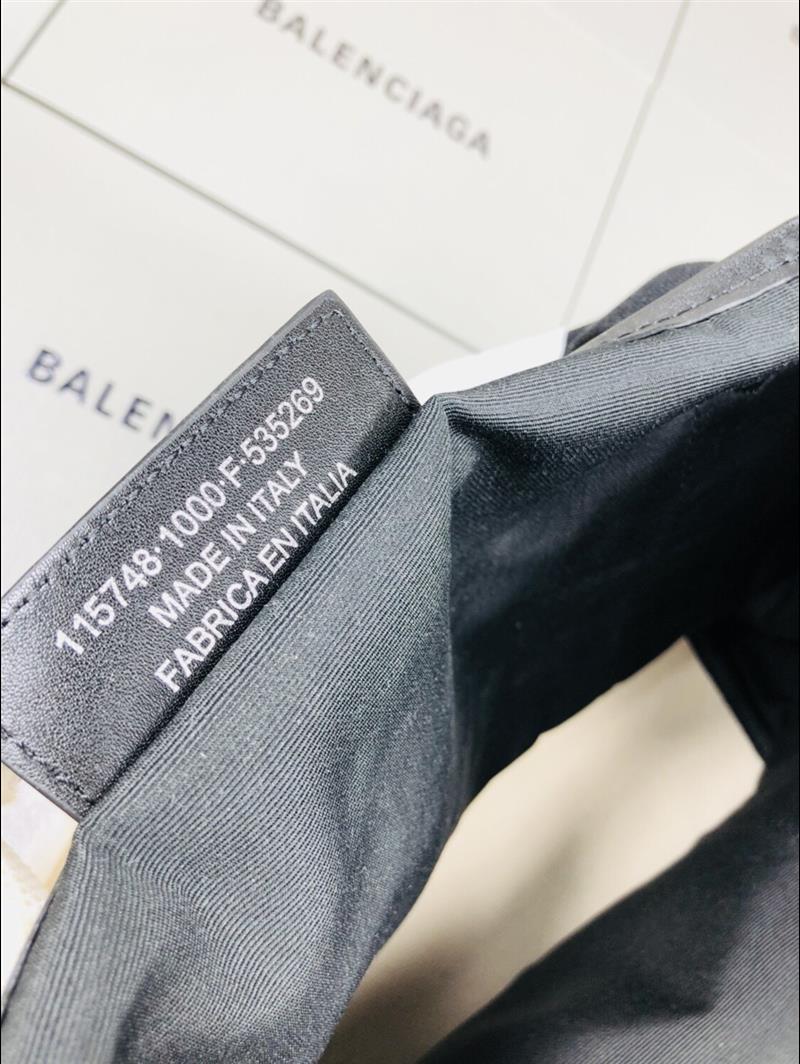 BALENCIAGA
BALEN
115748·1000·F·535269
MADE IN ITALY
FABRICA EN ITALIA